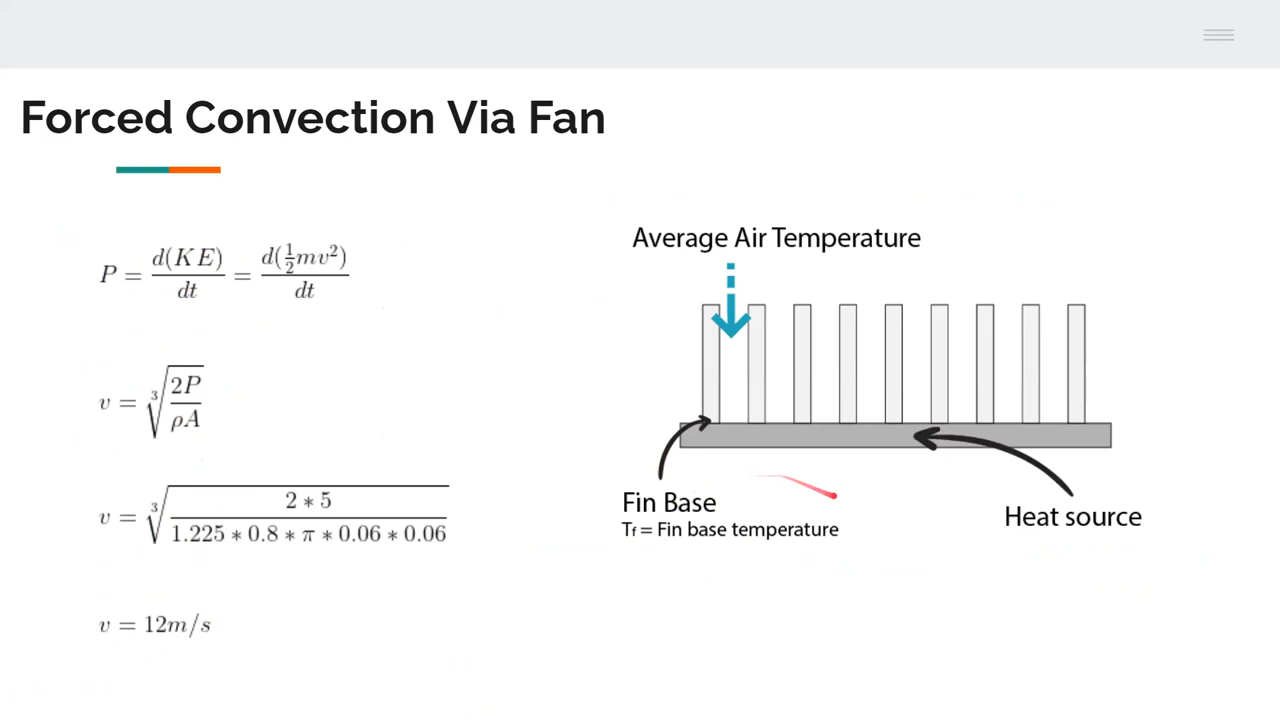 Forced Convection Via Fan
P = d(KE)/dt = d(½mv²)/dt
v = ∛(2P/ρA)
v = ∛(2 * 5/1.225 * 0.8 * π * 0.06 * 0.06)
v = 12m/s
Average Air Temperature
Fin Base
Tf = Fin base temperature
Heat source